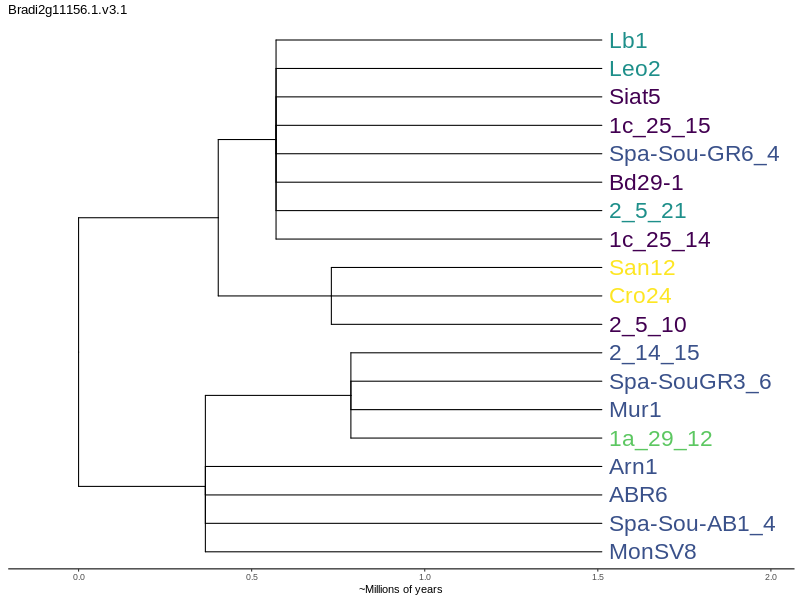 Bradi2g11156.1.v3.1
Lb1
Leo2
Siat5
1c_25_15
Spa-Sou-GR6_4
Bd29-1
2_5_21
1c_25_14
San12
Cro24
2_5_10
2_14_15
Spa-SouGR3_6
Mur1
1a_29_12
Arn1
ABR6
Spa-Sou-AB1_4
MonSV8
0.0 0.5 1.0 1.5 2.0
~Millions of years